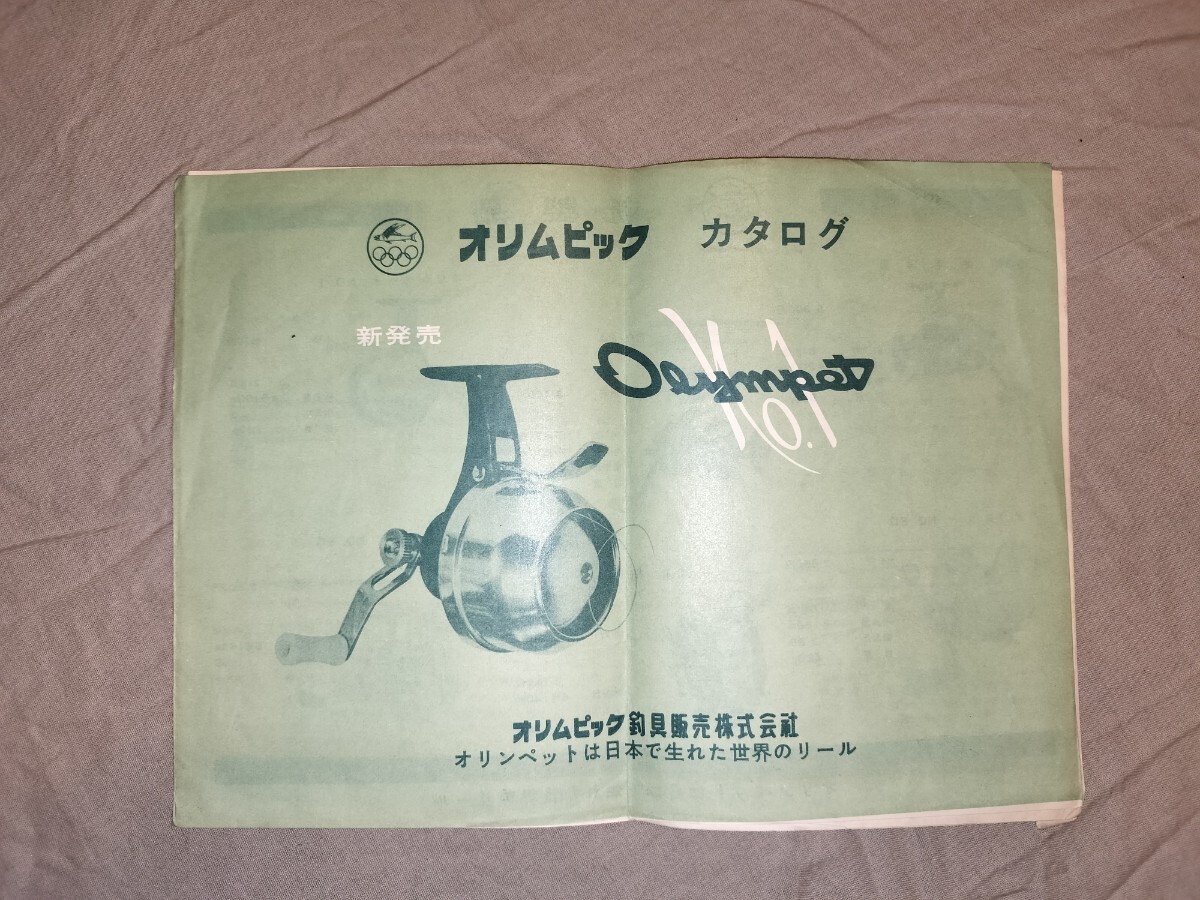 オリムピック カタログ
新発売
Olympet
No.1
オリムピック釣具販売株式会社
オリンペットは日本で生れた世界のリール